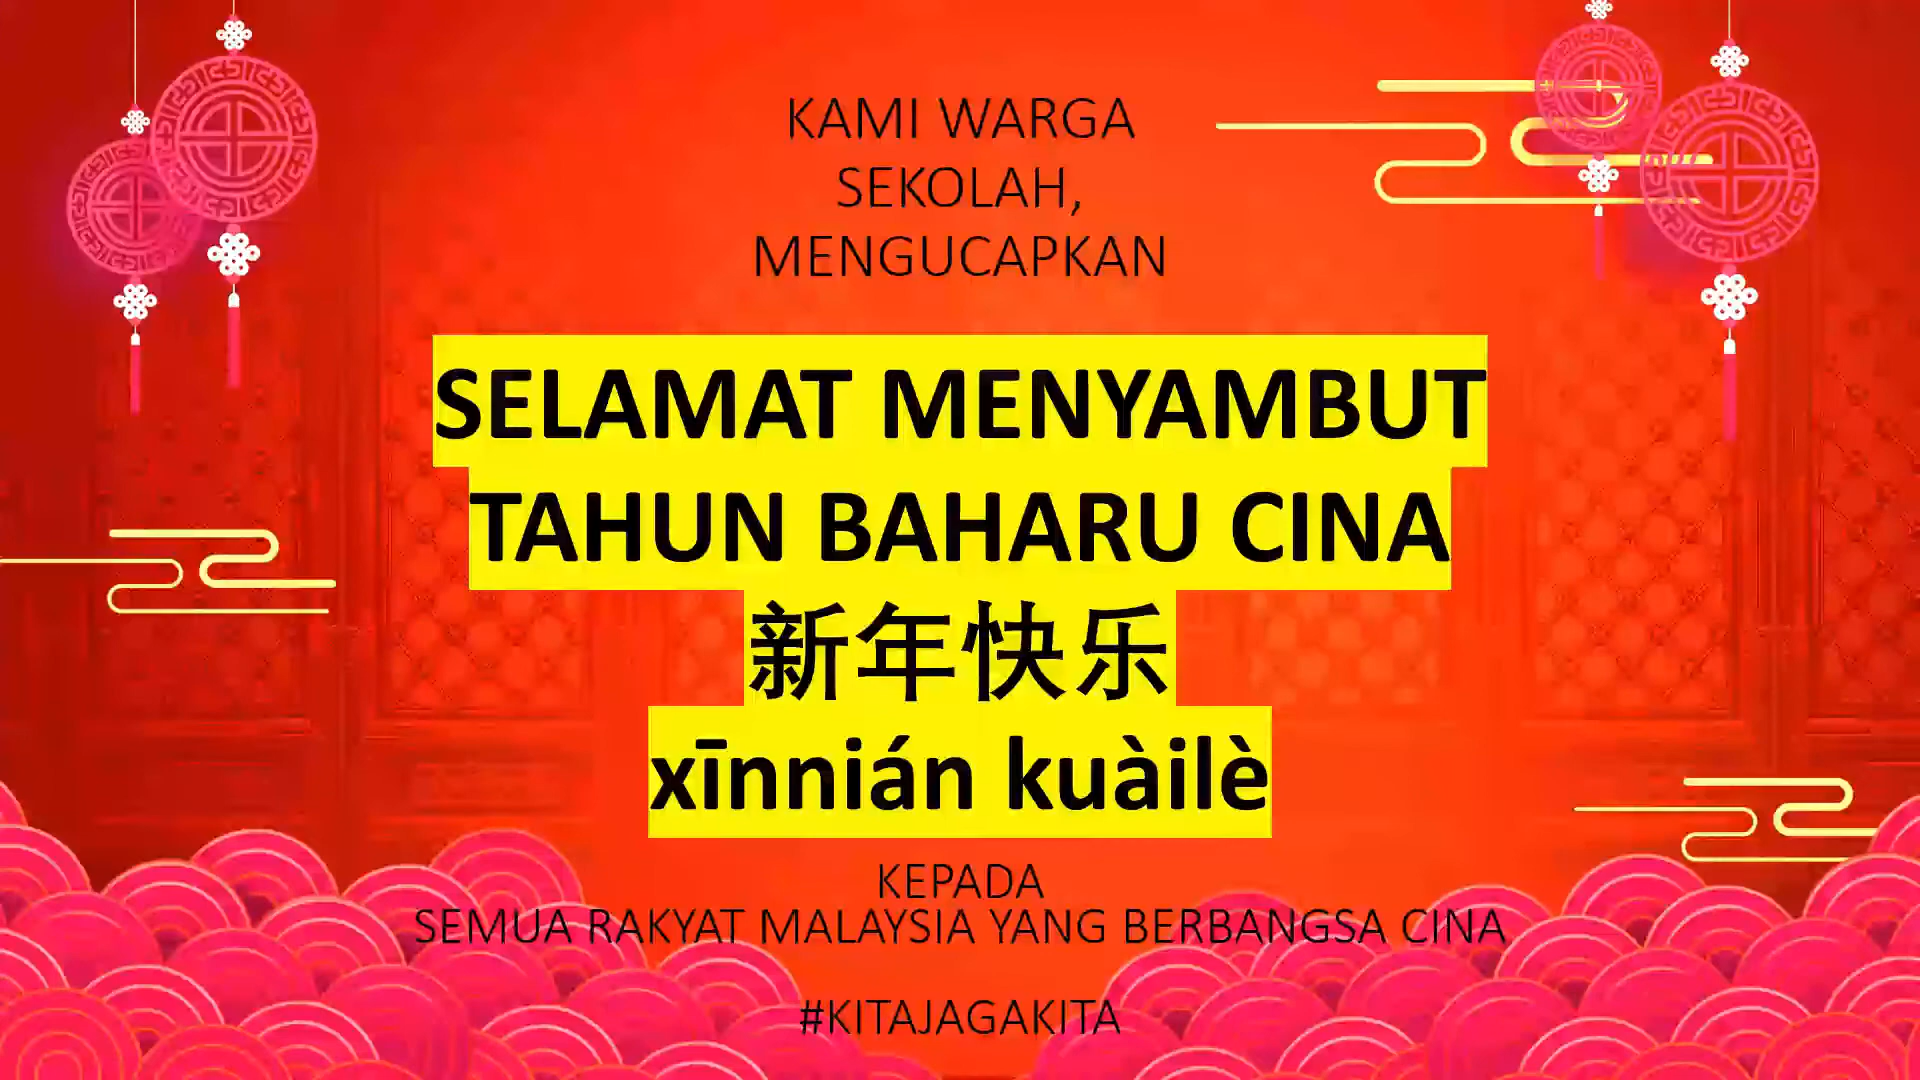 KAMI WARGA
SEKOLAH,
MENGUCAPKAN
SELAMAT MENYAMBUT
TAHUN BAHARU CINA
新年快乐
xīnnián kuàilè
KEPADA
SEMUA RAKYAT MALAYSIA YANG BERBANGSA CINA
#KITAJAGAKITA